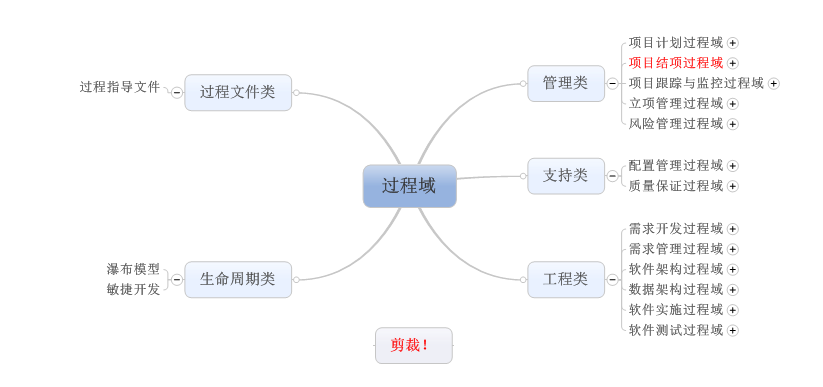 过程域
过程文件类
过程指导文件
生命周期类
瀑布模型
敏捷开发
管理类
项目计划过程域
项目结项过程域
项目跟踪与监控过程域
立项管理过程域
风险管理过程域
支持类
配置管理过程域
质量保证过程域
工程类
需求开发过程域
需求管理过程域
软件架构过程域
数据架构过程域
软件实施过程域
软件测试过程域
剪裁!